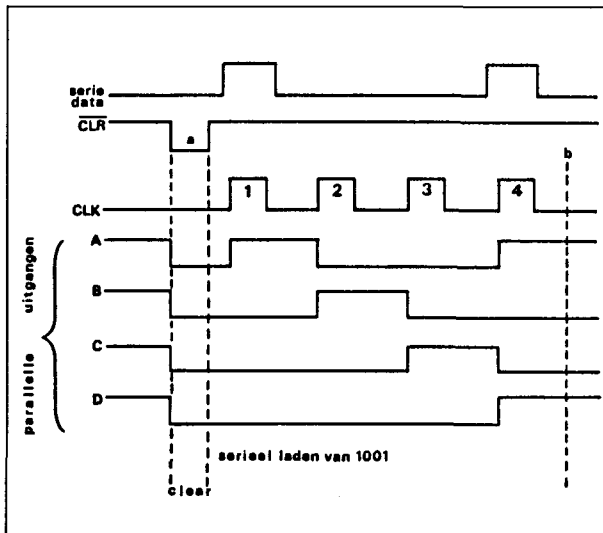 serie
data
CLR
a
b
1 2 3 4
CLK
A
B
C
D
parallelle uitgangen
serieel laden van 1001
clear